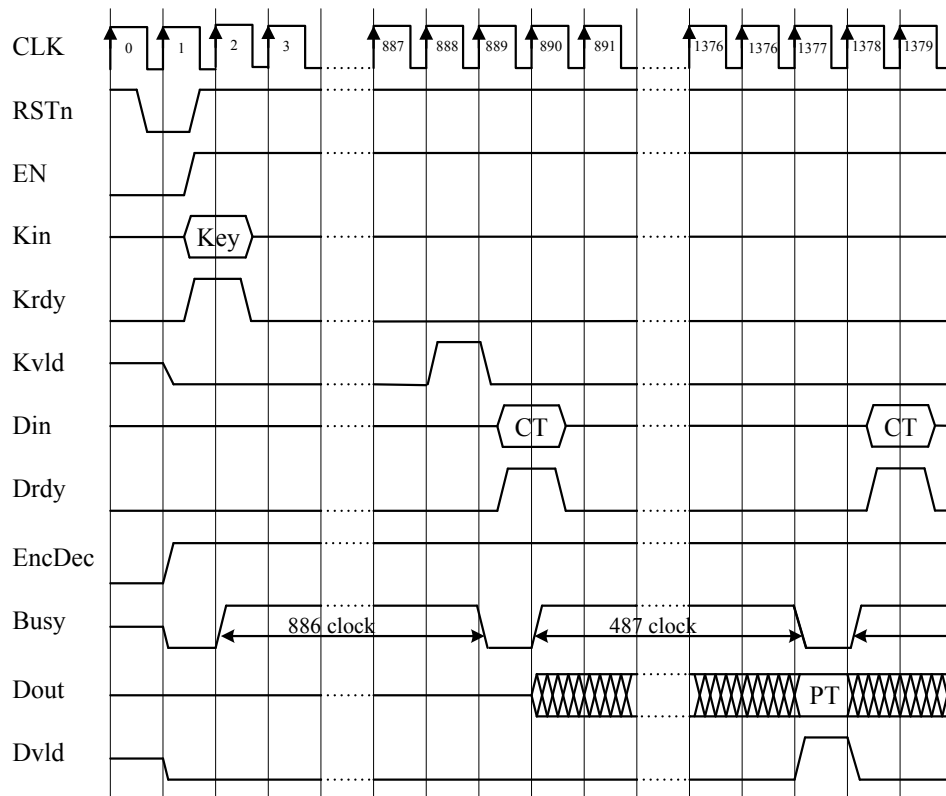 CLK 0 1 2 3 887 888 889 890 891 1376 1376 1377 1378 1379
RSTn
EN
Kin Key
Krdy
Kvld
Din CT CT
Drdy
EncDec
Busy 886 clock 487 clock
Dout PT
Dvld